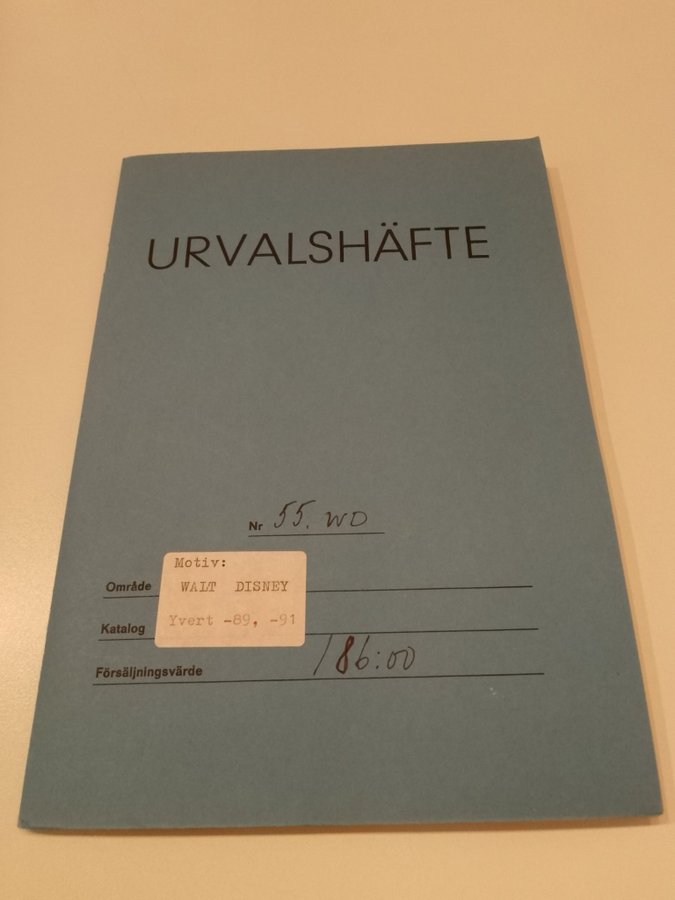 URVALSHÄFTE
Nr 55. WD
Motiv:
Område WALT DISNEY
Katalog Yvert -89, -91
Försäljningsvärde 186:00